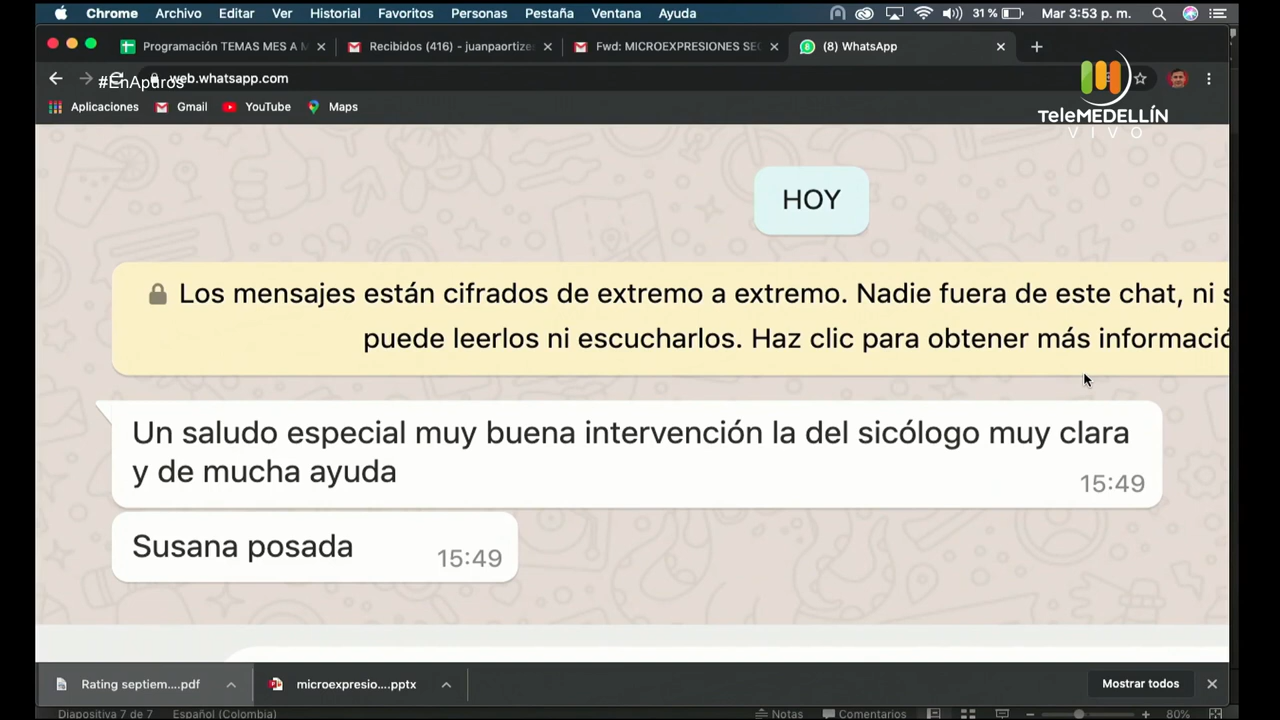 Chrome Archivo Editar Ver Historial Favoritos Personas Pestaña Ventana Ayuda 31 % Mar 3:53 p. m.
Programación TEMAS MES A M Recibidos (416) - juanpaortize Fwd: MICROEXPRESIONES SE (8) WhatsApp
#EnApuros web.whatsapp.com
Aplicaciones Gmail YouTube Maps
TeleMEDELLÍN
VIVO
HOY
Los mensajes están cifrados de extremo a extremo. Nadie fuera de este chat, ni s
puede leerlos ni escucharlos. Haz clic para obtener más informació
Un saludo especial muy buena intervención la del sicólogo muy clara
y de mucha ayuda
15:49
Susana posada 15:49
Rating septiem....pdf microexpresio....pptx Mostrar todos
Diapositiva 7 de 7 Español (Colombia) Notas Comentarios 80%